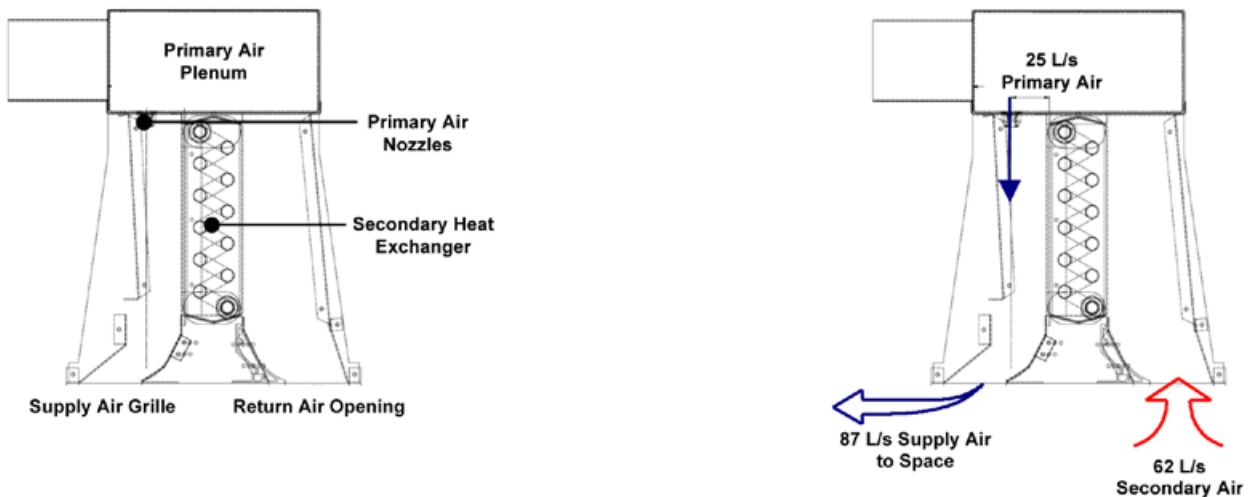 Primary Air
Plenum
Primary Air
Nozzles
Secondary Heat
Exchanger
Supply Air Grille
Return Air Opening
25 L/s
Primary Air
87 L/s Supply Air
to Space
62 L/s
Secondary Air